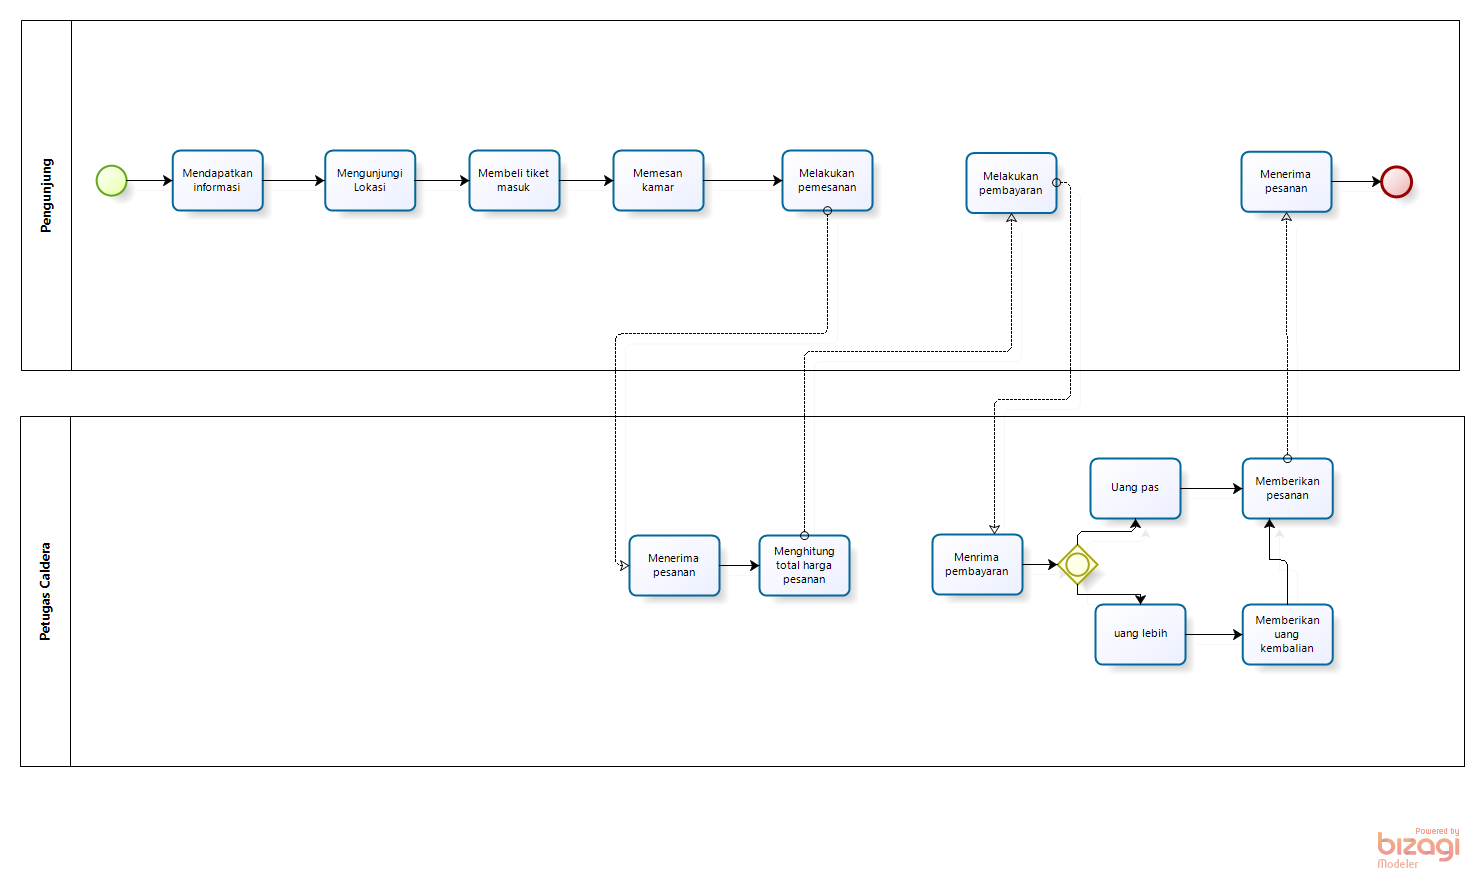 Pengunjung
Mendapatkan
informasi
Mengunjungi
Lokasi
Membeli tiket
masuk
Memesan
kamar
Melakukan
pemesanan
Melakukan
pembayaran
Menerima
pesanan
Petugas Caldera
Menerima
pesanan
Menghitung
total harga
pesanan
Menrima
pembayaran
Uang pas
uang lebih
Memberikan
pesanan
Memberikan
uang
kembalian
Powered by
bizagi
Modeler